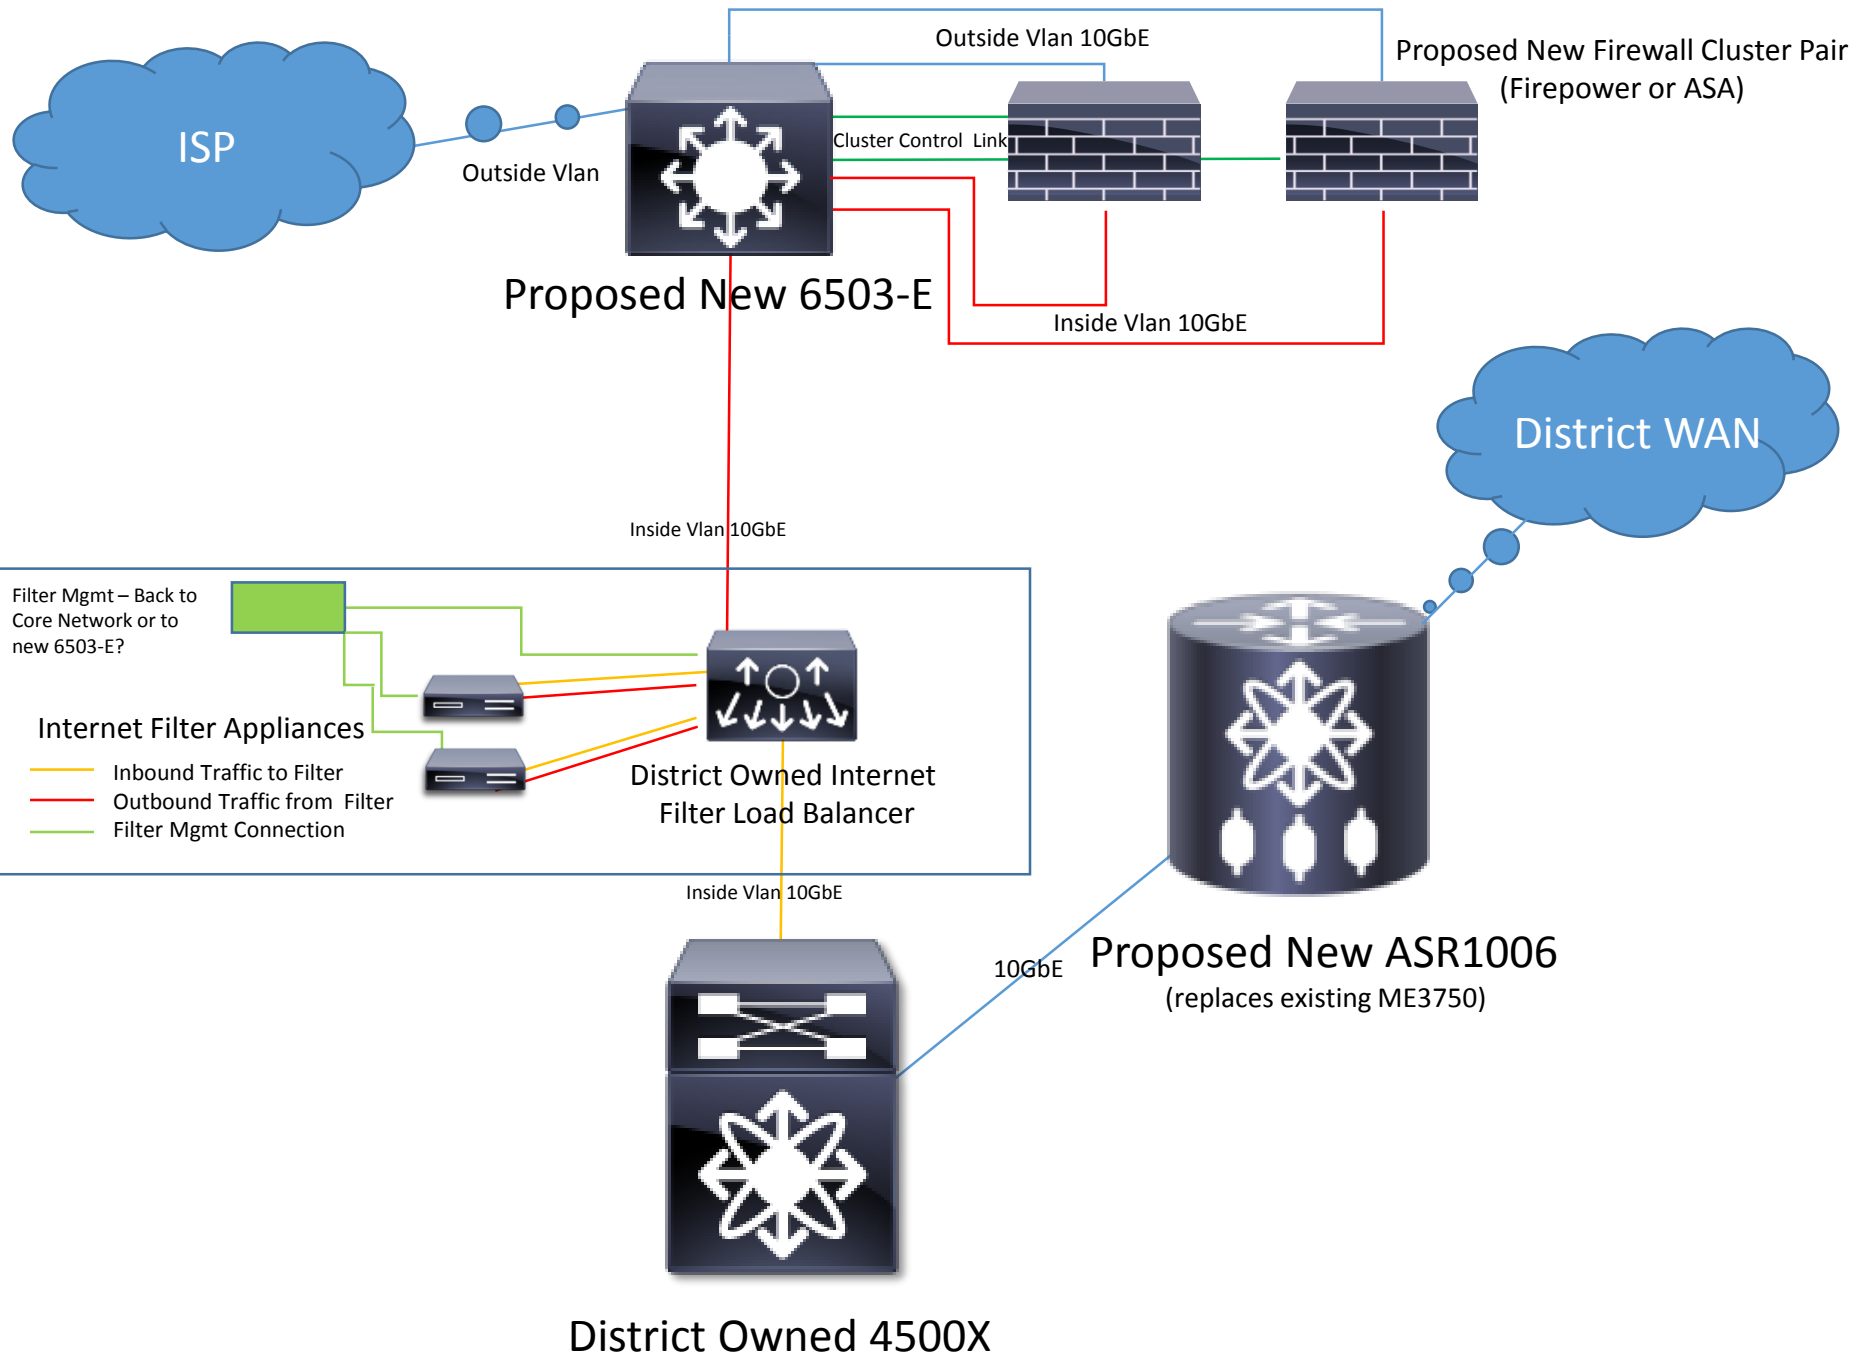 Outside Vlan 10GbE
Proposed New Firewall Cluster Pair
(Firepower or ASA)
ISP
Cluster Control  Link
Outside Vlan
Proposed New 6503-E
Inside Vlan 10GbE
District WAN
Inside Vlan 10GbE
Filter Mgmt – Back to
Core Network or to
new 6503-E?
Internet Filter Appliances
Inbound Traffic to Filter
Outbound Traffic from  Filter
Filter Mgmt Connection
District Owned Internet
Filter Load Balancer
Inside Vlan 10GbE
10GbE
Proposed New ASR1006
(replaces existing ME3750)
District Owned 4500X